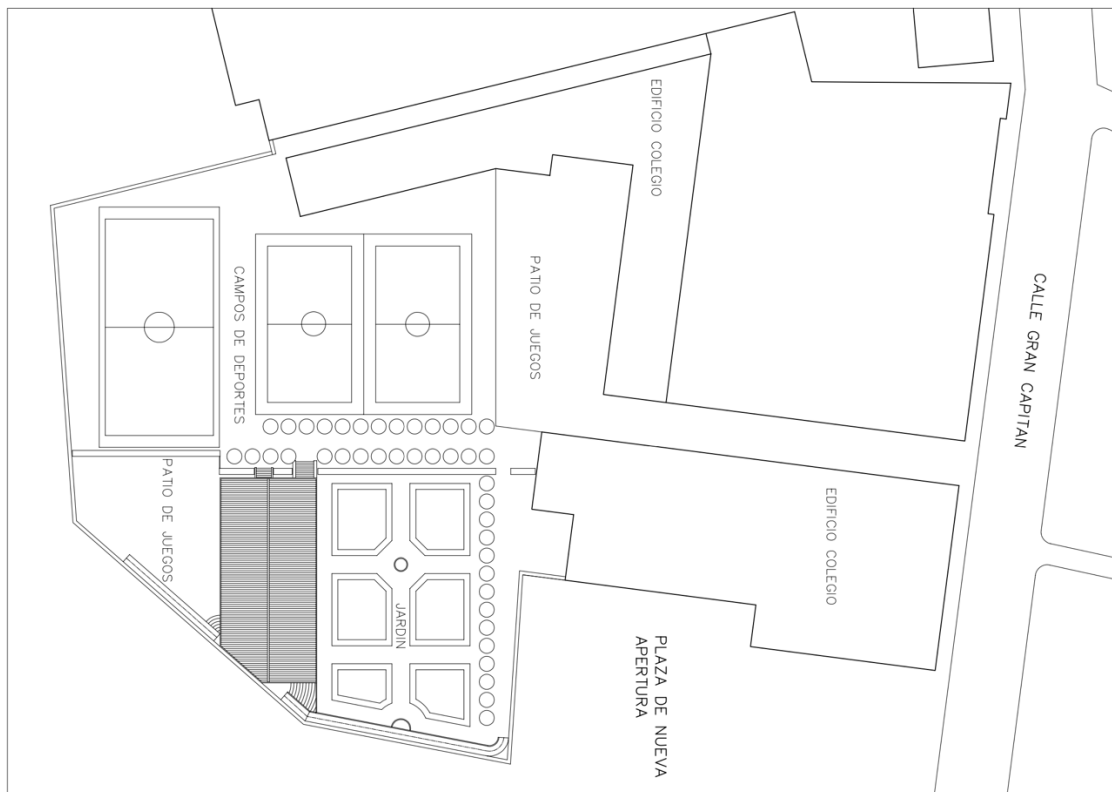 EDIFICIO COLEGIO
CALLE GRAN CAPITAN
PATIO DE JUEGOS
CAMPOS DE DEPORTES
PATIO DE JUEGOS
EDIFICIO COLEGIO
JARDIN
PLAZA DE NUEVA
APERTURA